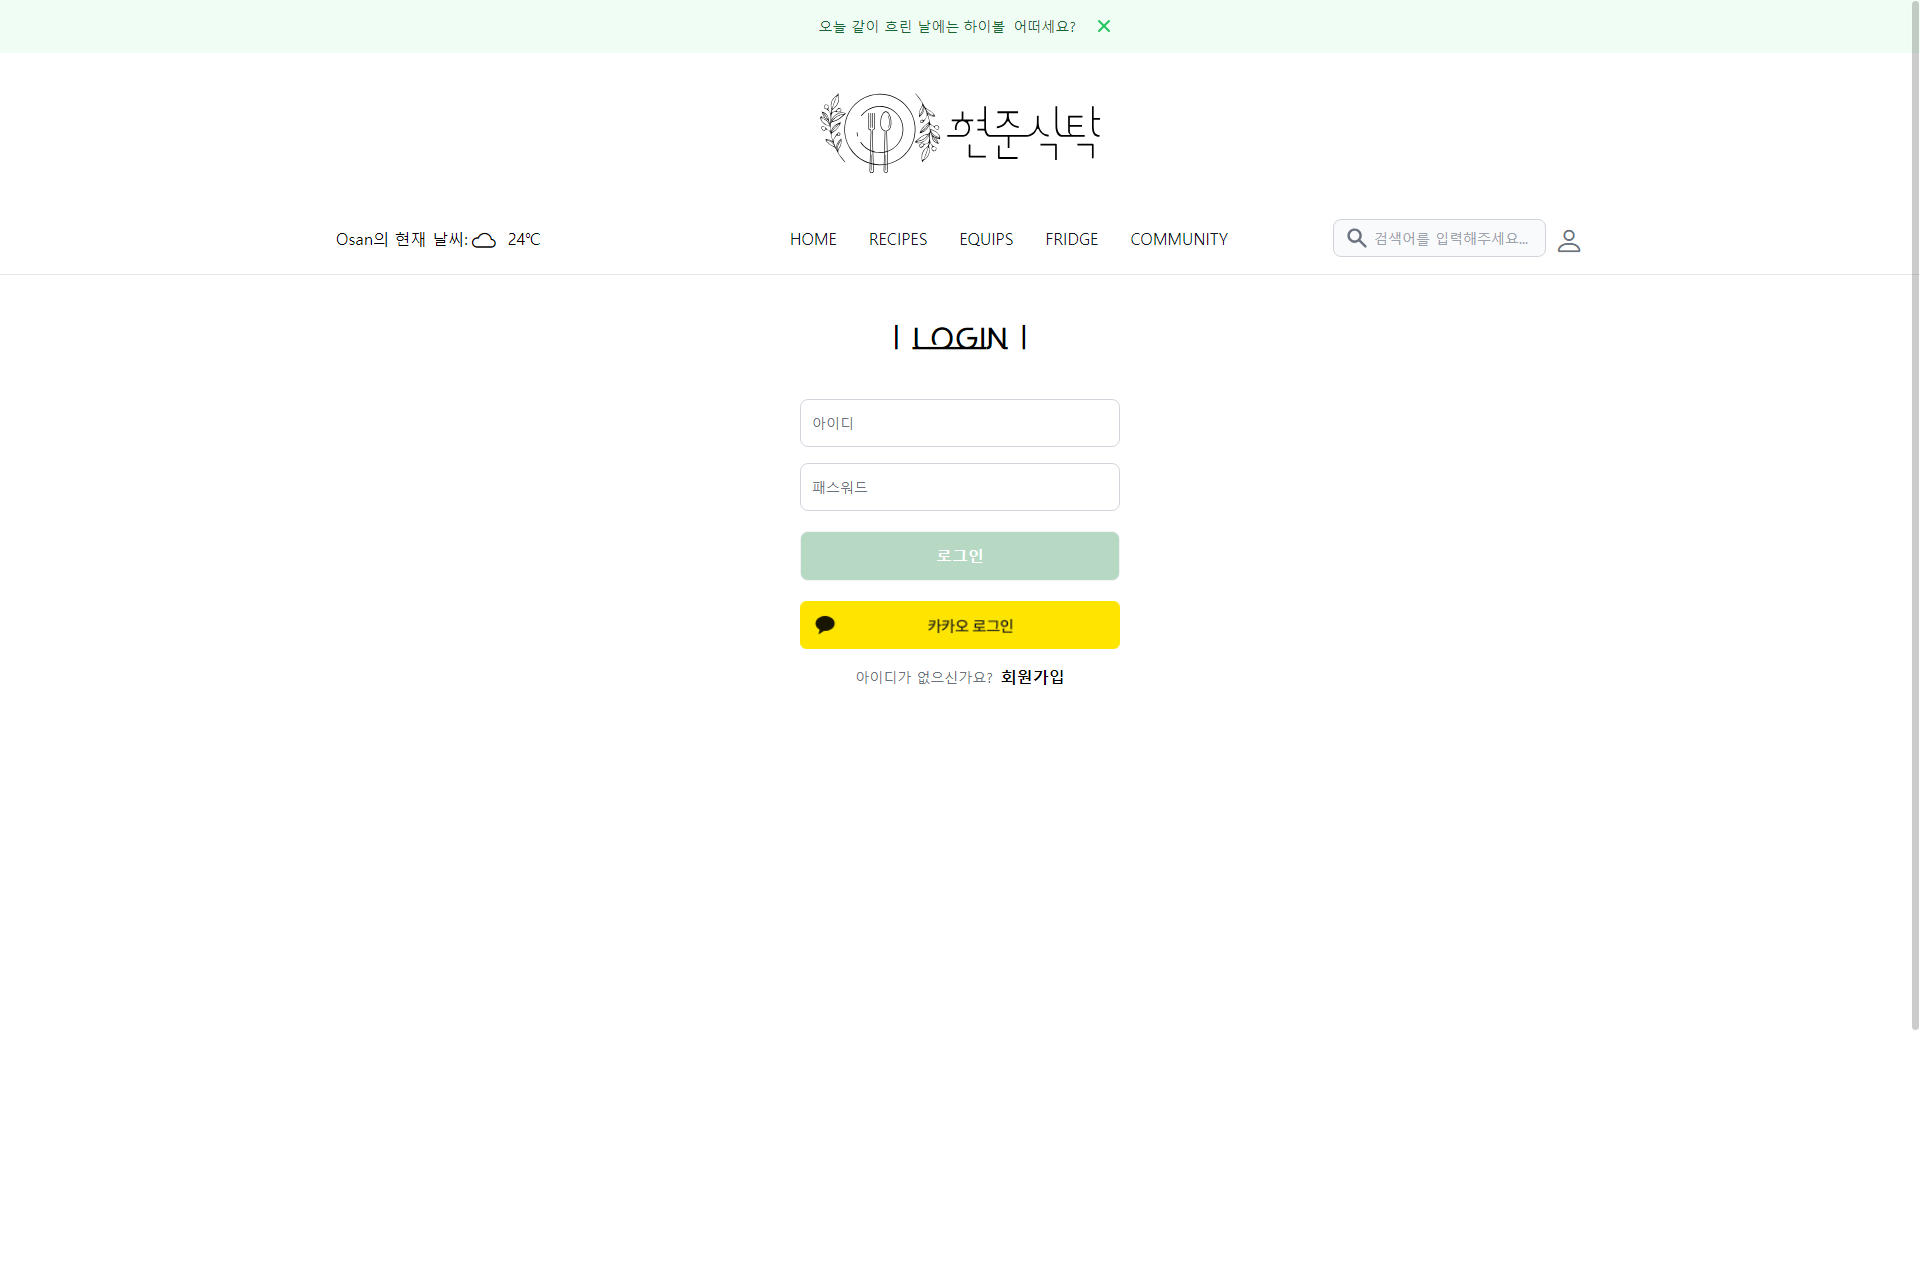 오늘 같이 흐린 날에는 하이볼 어떠세요?
현준식탁
Osan의 현재 날씨: 24℃
HOME RECIPES EQUIPS FRIDGE COMMUNITY
검색어를 입력해주세요...
| LOGIN |
아이디
패스워드
로그인
카카오 로그인
아이디가 없으신가요? 회원가입